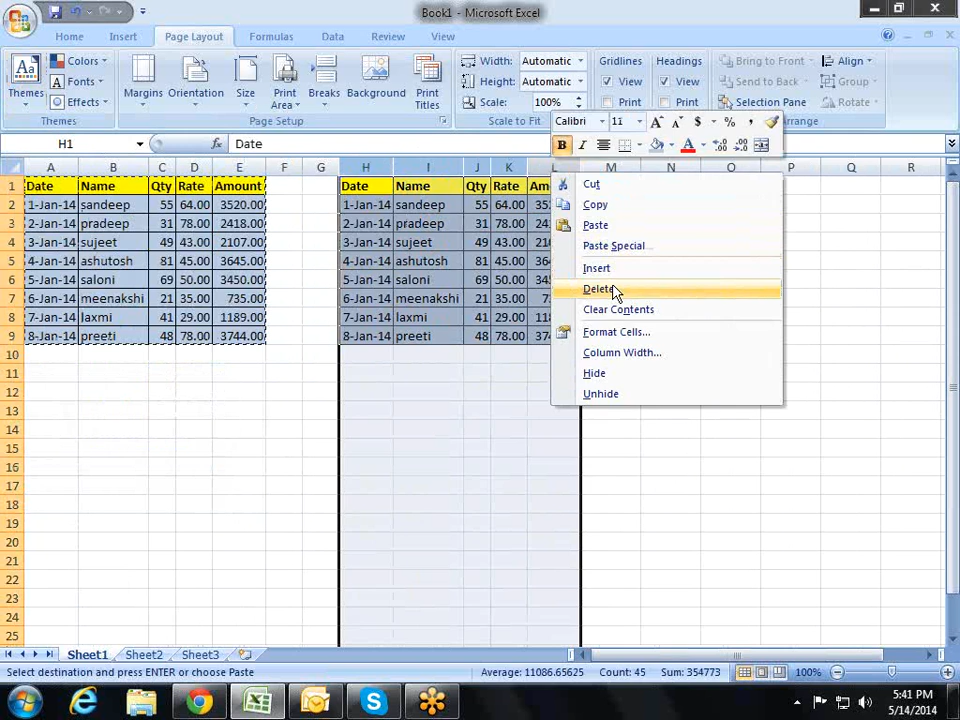 Book1 - Microsoft Excel
Home Insert Page Layout Formulas Data Review View
Themes Colors Fonts Effects Margins Orientation Size Print Area Breaks Background Print Titles Width: Automatic Height: Automatic Scale: 100% Gridlines View Print Headings View Print Bring to Front Send to Back Selection Pane Align Group Rotate
Themes Page Setup Scale to Fit Arrange
Calibri 11 A A $ % ,
B I A
H1 fx Date
A B C D E F G H I J K L M N O P Q R
1 Date Name Qty Rate Amount Date Name Qty Rate Am
2 1-Jan-14 sandeep 55 64.00 3520.00 1-Jan-14 sandeep 55 64.00 35
3 2-Jan-14 pradeep 31 78.00 2418.00 2-Jan-14 pradeep 31 78.00 24
4 3-Jan-14 sujeet 49 43.00 2107.00 3-Jan-14 sujeet 49 43.00 21
5 4-Jan-14 ashutosh 81 45.00 3645.00 4-Jan-14 ashutosh 81 45.00 36
6 5-Jan-14 saloni 69 50.00 3450.00 5-Jan-14 saloni 69 50.00 34
7 6-Jan-14 meenakshi 21 35.00 735.00 6-Jan-14 meenakshi 21 35.00 7
8 7-Jan-14 laxmi 41 29.00 1189.00 7-Jan-14 laxmi 41 29.00 11
9 8-Jan-14 preeti 48 78.00 3744.00 8-Jan-14 preeti 48 78.00 37
10
11
12
13
14
15
16
17
18
19
20
21
22
23
24
25
Cut
Copy
Paste
Paste Special...
Insert
Delete
Clear Contents
Format Cells...
Column Width...
Hide
Unhide
Sheet1 Sheet2 Sheet3
Select destination and press ENTER or choose Paste Average: 11086.65625 Count: 45 Sum: 354773 100%
5:41 PM
5/14/2014